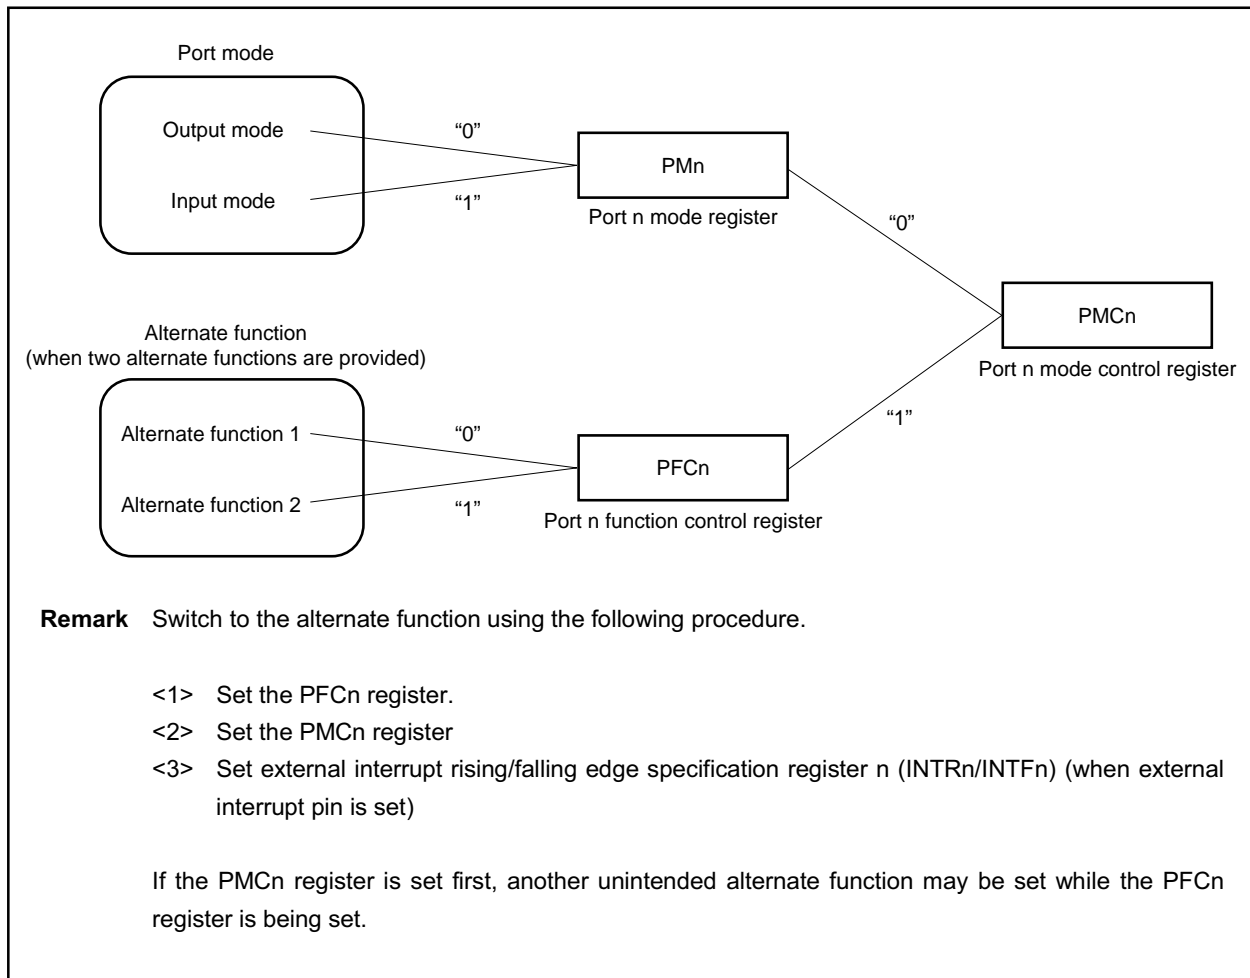 Port mode
Output mode
Input mode
“0”
“1”
PMn
Port n mode register
“0”
PMCn
Port n mode control register
“1”
Alternate function
(when two alternate functions are provided)
Alternate function 1
Alternate function 2
“0”
“1”
PFCn
Port n function control register
Remark Switch to the alternate function using the following procedure.
<1> Set the PFCn register.
<2> Set the PMCn register
<3> Set external interrupt rising/falling edge specification register n (INTRn/INTFn) (when external
interrupt pin is set)
If the PMCn register is set first, another unintended alternate function may be set while the PFCn
register is being set.